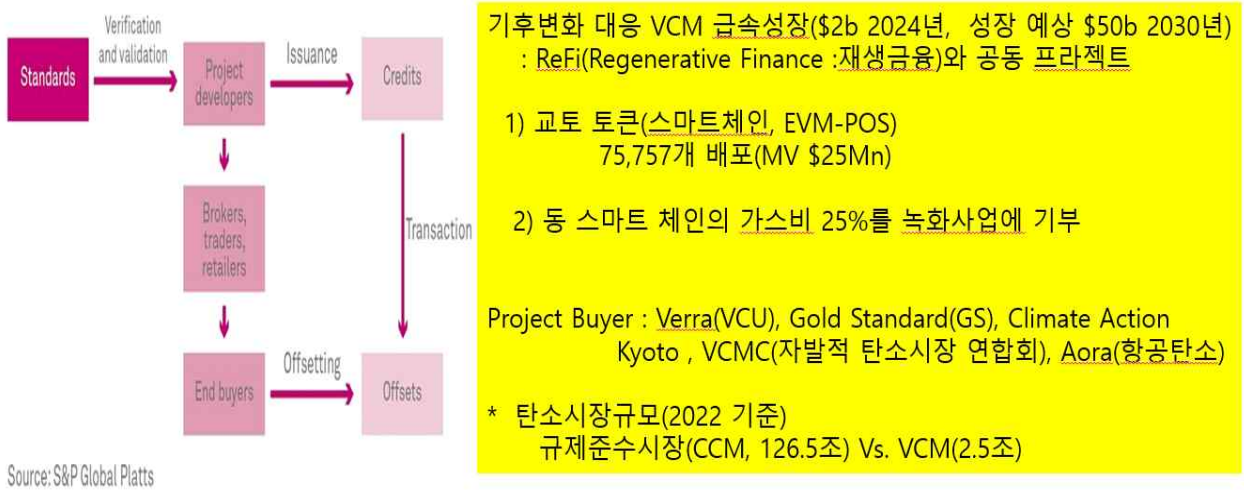 Standards
Verification
and validation
Project
developers
Issuance
Credits
Brokers,
traders,
retailers
Transaction
End buyers
Offsetting
Offsets
Source: S&P Global Platts
기후변화 대응 VCM 급속성장($2b 2024년, 성장 예상 $50b 2030년)
: ReFi(Regenerative Finance :재생금융)와 공동 프라젝트
1) 교토 토큰(스마트체인, EVM-POS)
75,757개 배포(MV $25Mn)
2) 동 스마트 체인의 가스비 25%를 녹화사업에 기부
Project Buyer : Verra(VCU), Gold Standard(GS), Climate Action
Kyoto , VCMC(자발적 탄소시장 연합회), Aora(항공탄소)
* 탄소시장규모(2022 기준)
규제준수시장(CCM, 126.5조) Vs. VCM(2.5조)